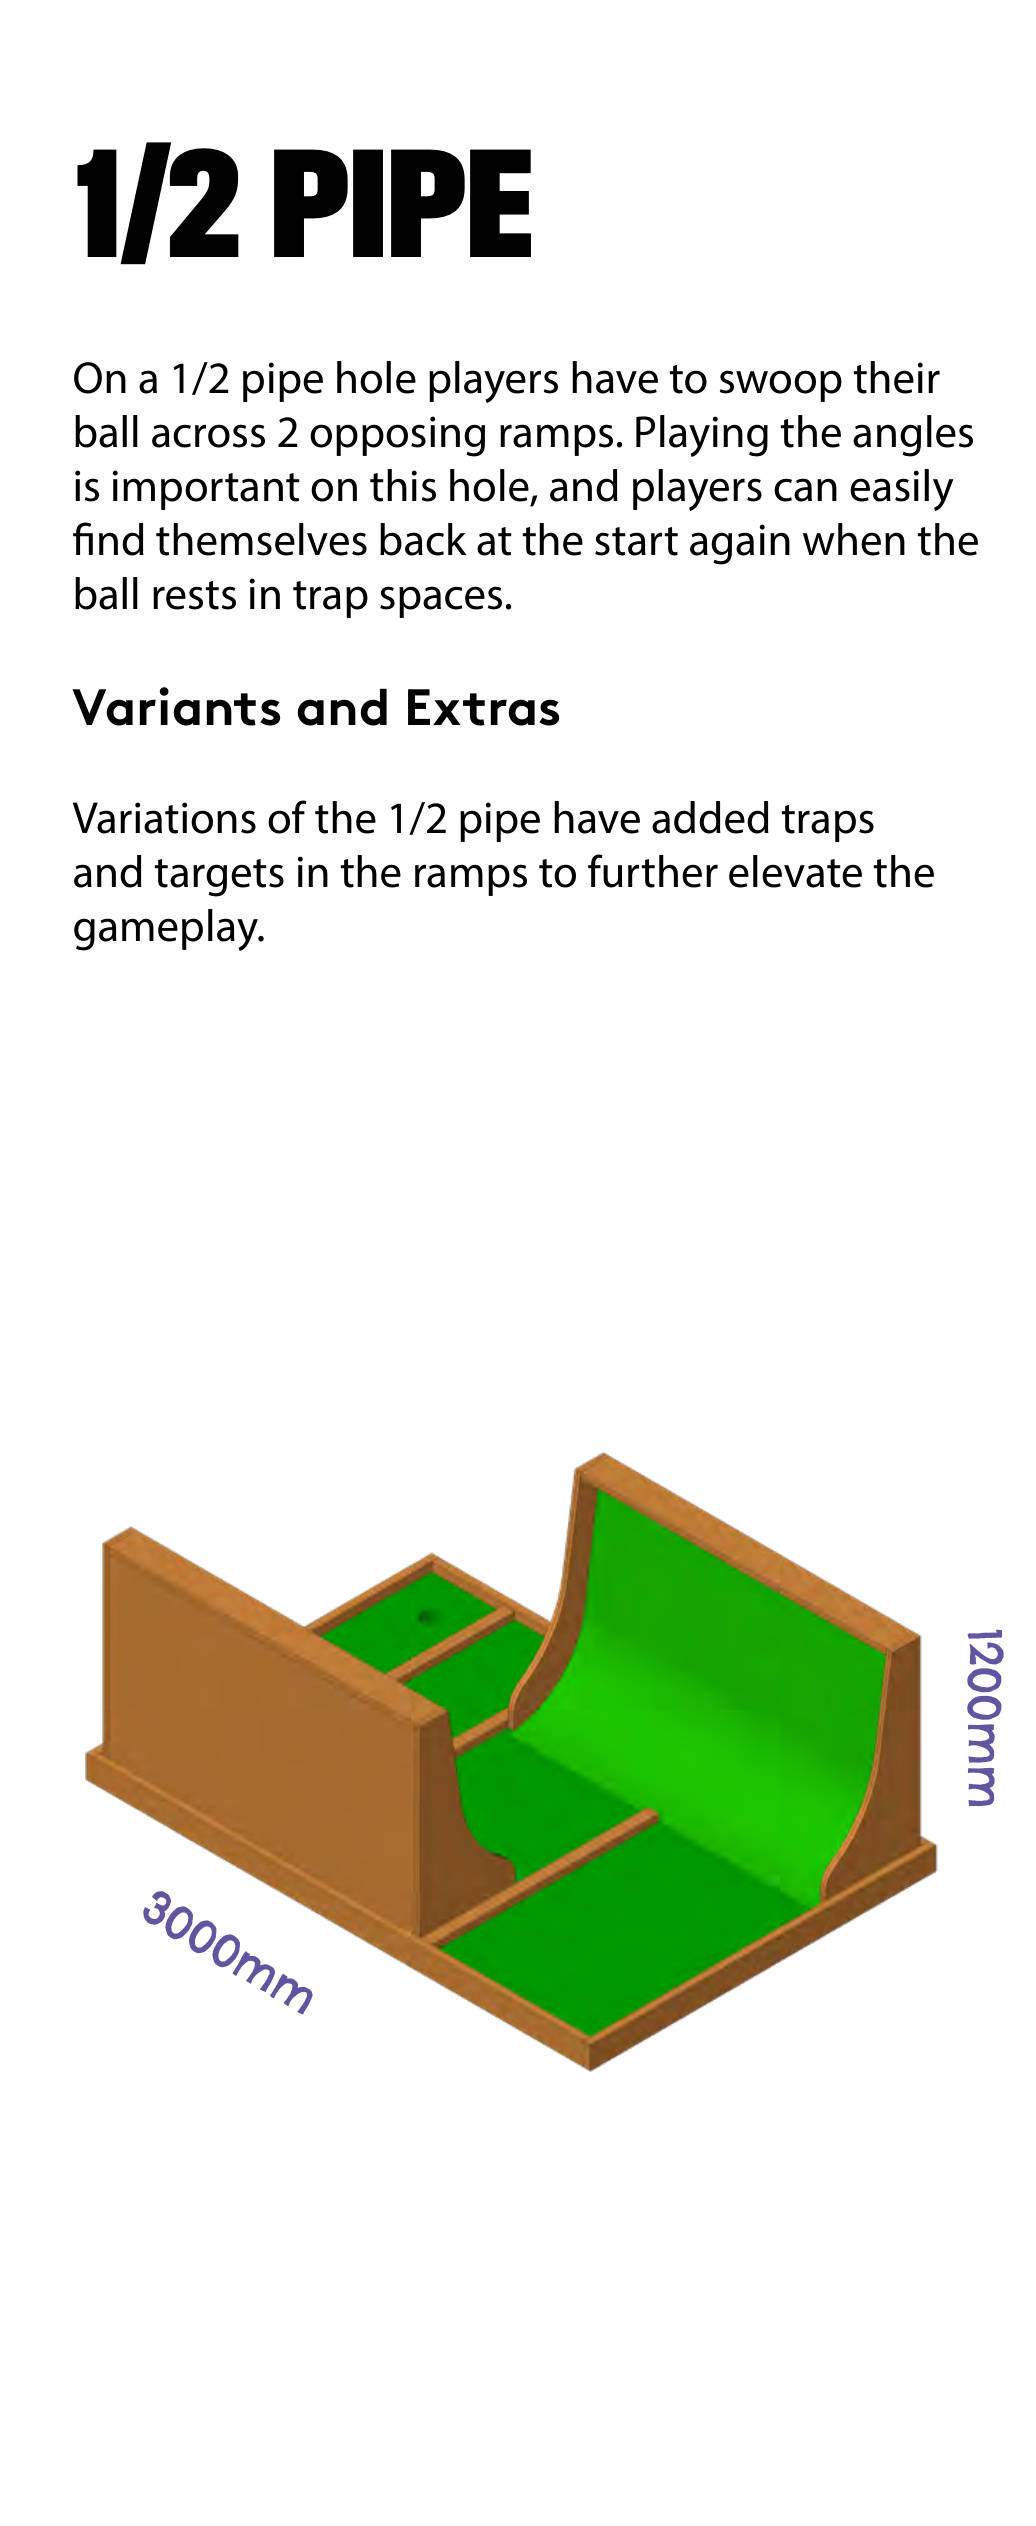 1/2 PIPE
On a 1/2 pipe hole players have to swoop their
ball across 2 opposing ramps. Playing the angles
is important on this hole, and players can easily
find themselves back at the start again when the
ball rests in trap spaces.
Variants and Extras
Variations of the 1/2 pipe have added traps
and targets in the ramps to further elevate the
gameplay.
1200mm
3000mm